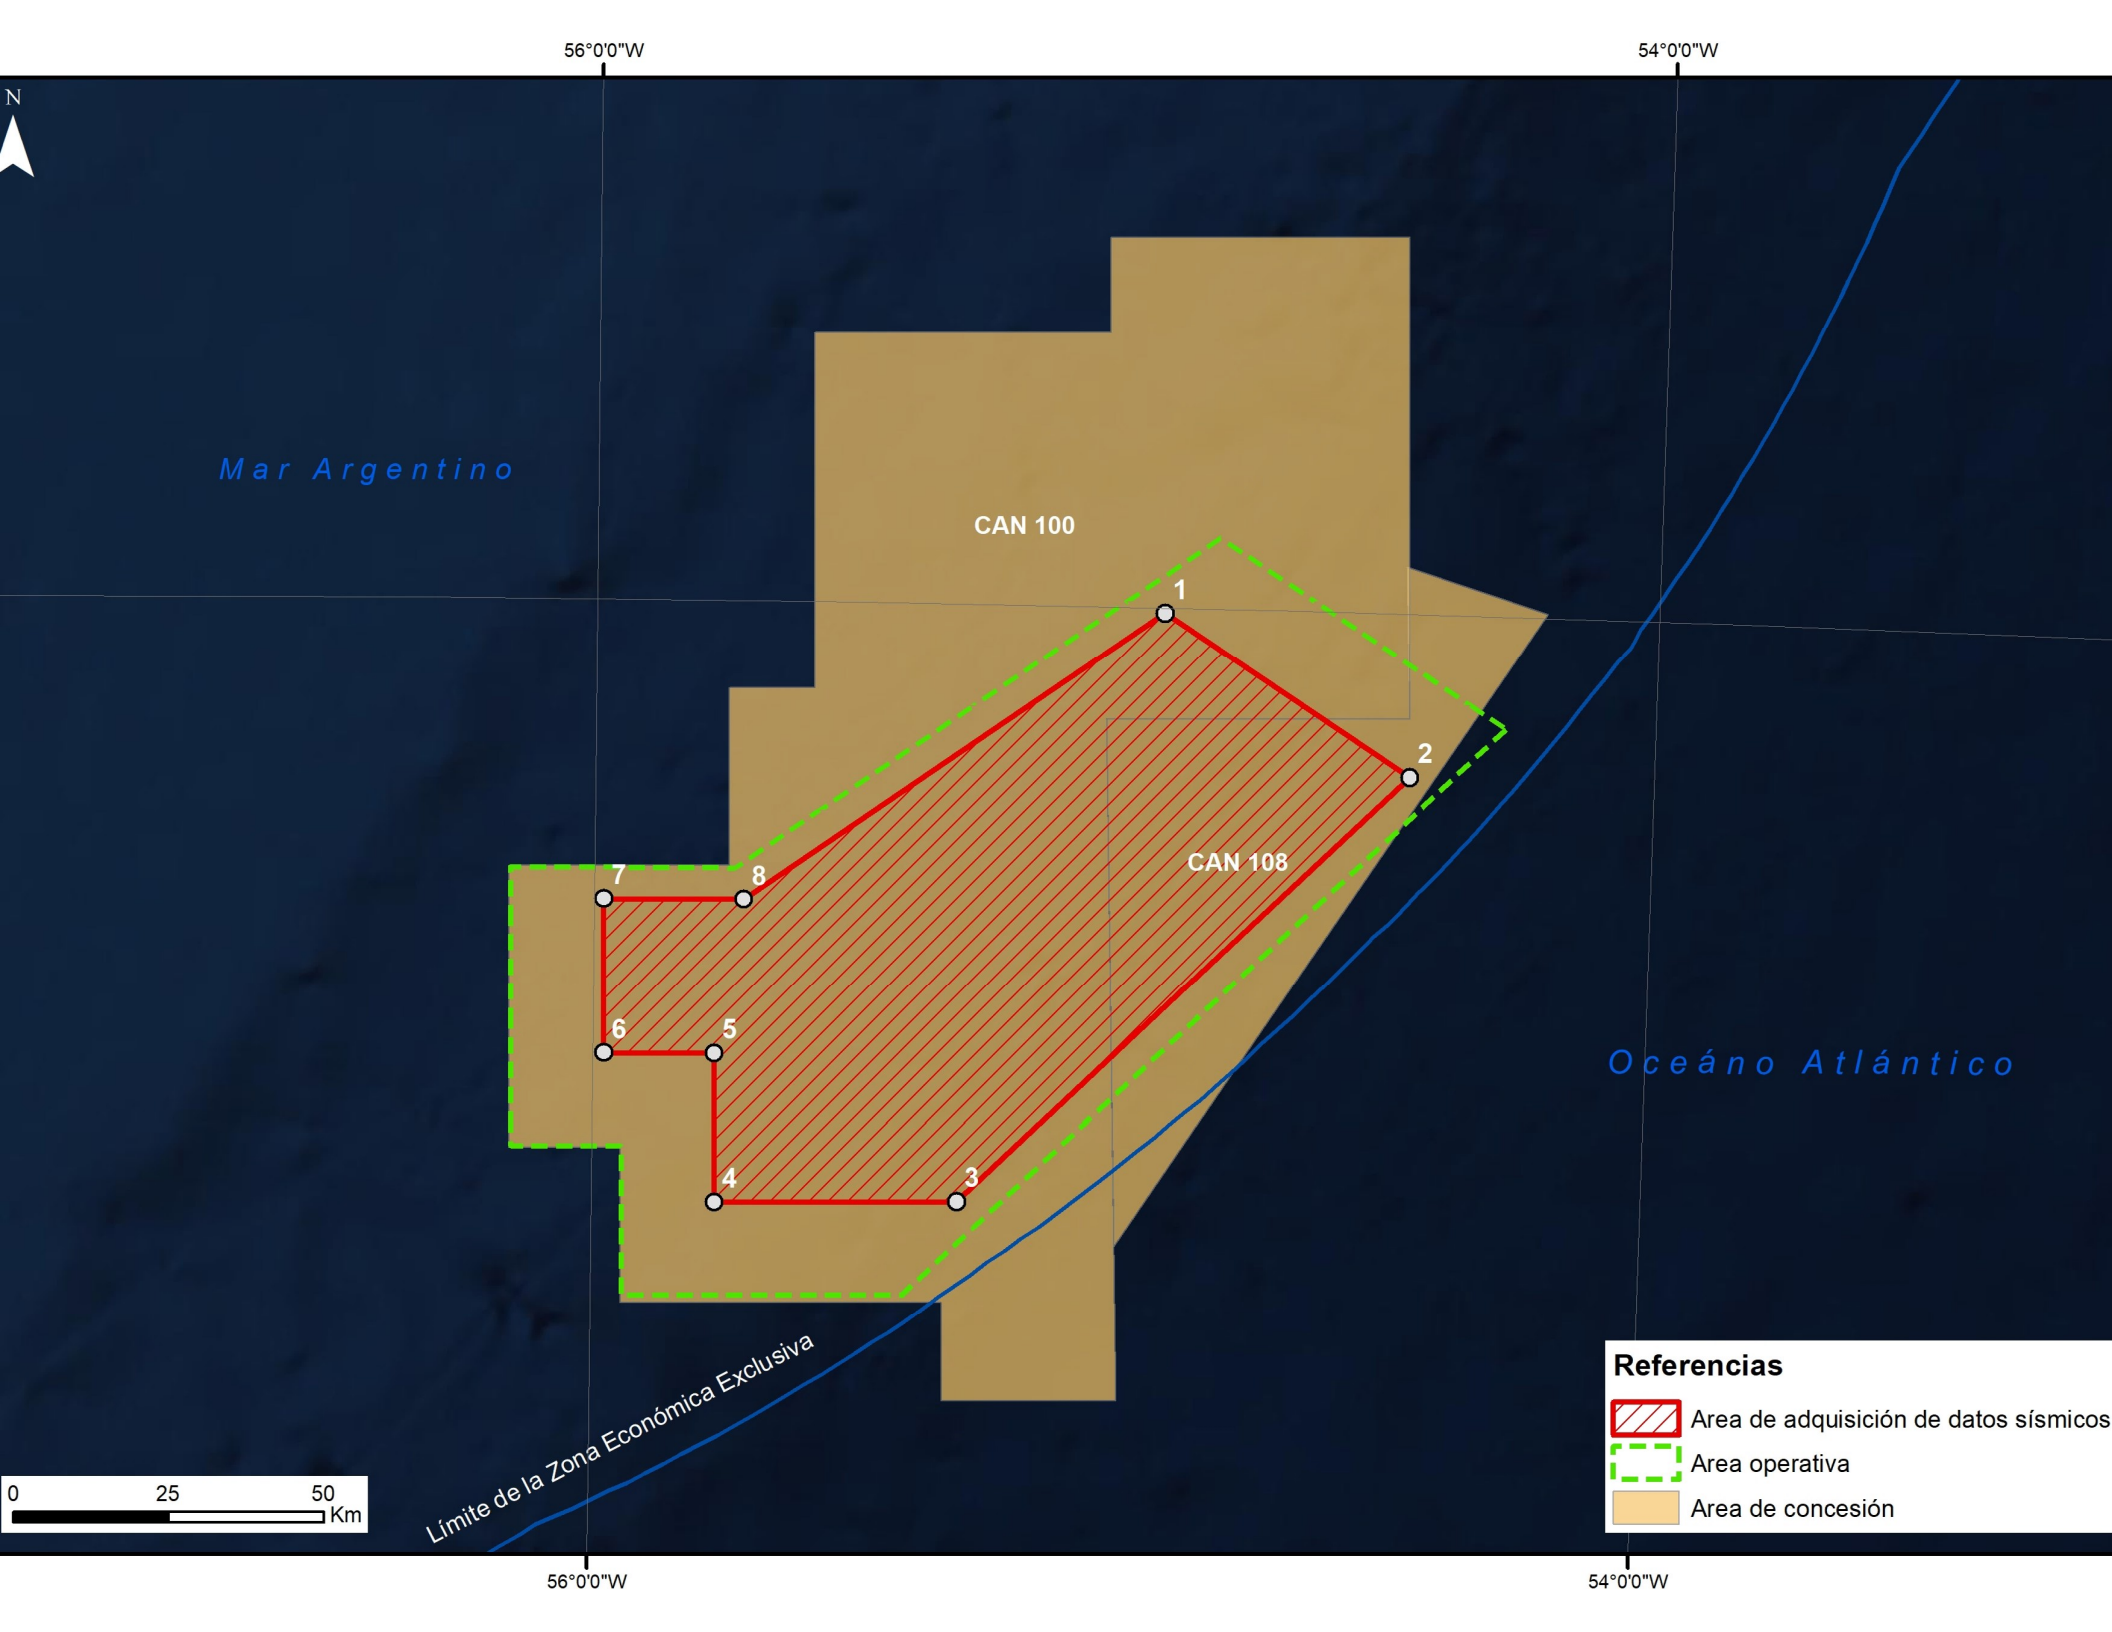 56°0'0"W
54°0'0"W
N
Mar Argentino
CAN 100
1
2
CAN 108
7
8
6
5
Oceáno Atlántico
4
3
Límite de la Zona Económica Exclusiva
Referencias
Area de adquisición de datos sísmicos
Area operativa
Area de concesión
0 25 50
Km
56°0'0"W
54°0'0"W